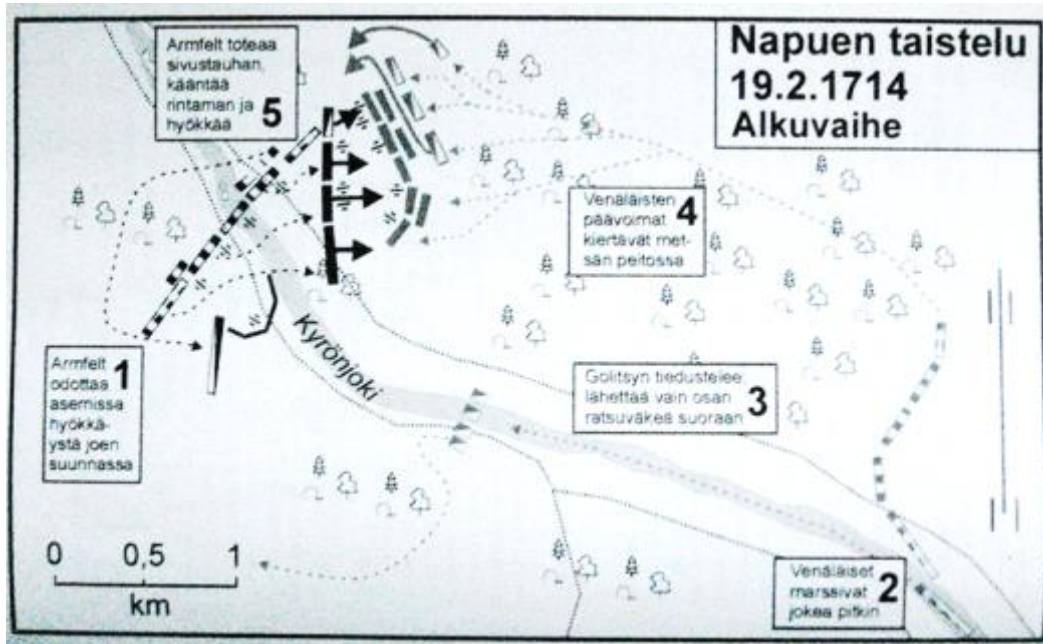 Napuen taistelu
19.2.1714
Alkuvaihe
Armfelt toteaa
sivustauhan,
kääntää
rintaman ja
hyökkää
5
Venäläisten
päävoimat
kiertävät met-
sän peitossa
4
Kyrönjoki
Armfelt
odottaa
asemissa
hyökkä-
ystä joen
suunnassa
1
Golitsyn tiedustelee
lähettää vain osan
ratsuväkeä suoraan
3
Venäläiset
marssivat
jokea pitkin
2
0 0,5 1
km